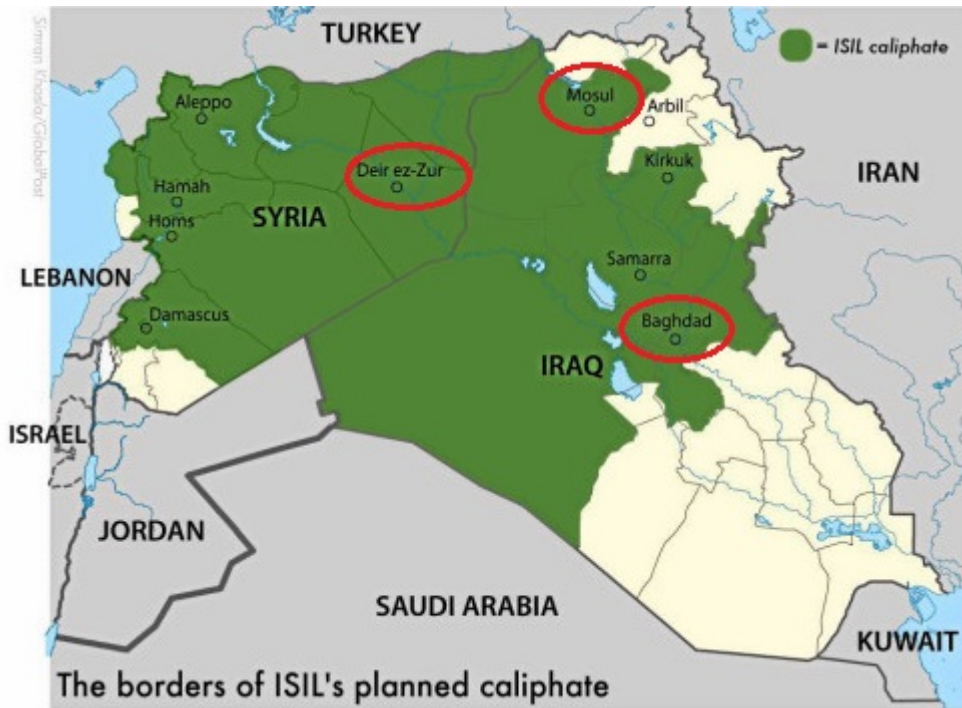 Simran Khosla/GlobalPost
TURKEY
= ISIL caliphate
Aleppo
Mosul
Arbil
Deir ez-Zur
Kirkuk
IRAN
Hamah
SYRIA
Homs
LEBANON
Samarra
Damascus
Baghdad
IRAQ
ISRAEL
JORDAN
SAUDI ARABIA
KUWAIT
The borders of ISIL's planned caliphate